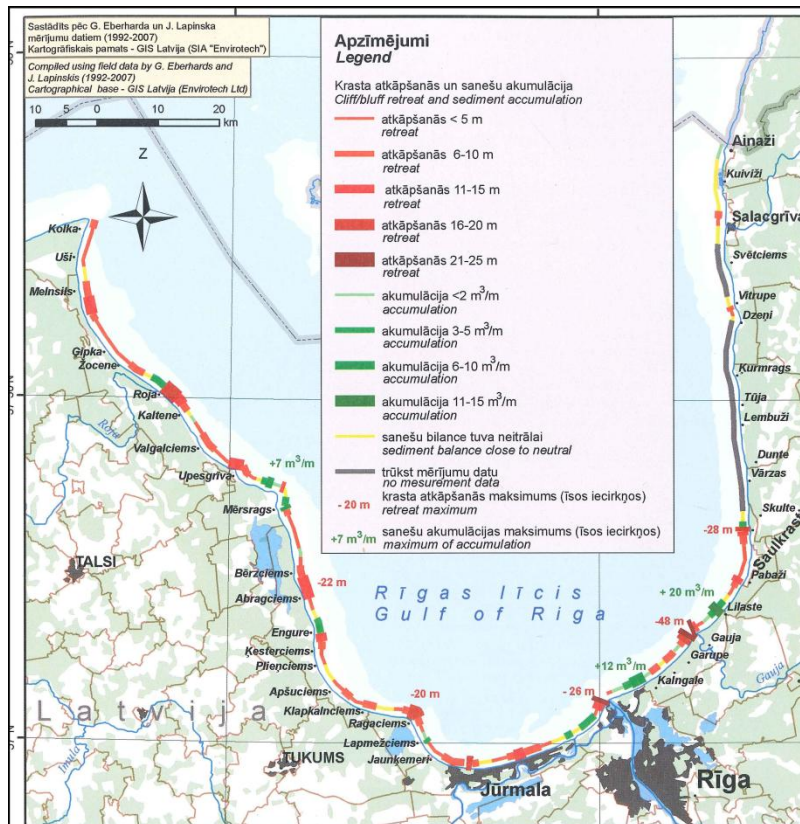 Sastādīts pēc G. Eberharda un J. Lapinska
mērījumu datiem (1992-2007)
Kartogrāfiskais pamats - GIS Latvija (SIA "Envirotech")
Compiled using field data by G. Eberhards and
J. Lapinskis (1992-2007)
Cartographical base - GIS Latvija (Envirotech Ltd)
10 0 10 20
km
Z
Apzīmējumi
Legend
Krasta atkāpšanās un sanešu akumulācija
Cliff/bluff retreat and sediment accumulation
atkāpšanās < 5 m
retreat
atkāpšanās 6-10 m
retreat
atkāpšanās 11-15 m
retreat
atkāpšanās 16-20 m
retreat
atkāpšanās 21-25 m
retreat
akumulācija <2 m³/m
accumulation
akumulācija 3-5 m³/m
accumulation
akumulācija 6-10 m³/m
accumulation
akumulācija 11-15 m³/m
accumulation
sanešu bilance tuva neitrālai
sediment balance close to neutral
trūkst mērījumu datu
no mesurement data
- 20 m krasta atkāpšanās maksimums (īsos iecirkņos)
retreat maximum
+7 m³/m sanešu akumulācijas maksimums (īsos iecirkņos)
maximum of accumulation
Kolka
Uši
Melnsils
Ģipka
Žocene
Roja
Kaltene
Roja
Valgalciems
Upesgrīva
+7 m³/m
Mērsrags
TALSI
Bērzciems
-22 m
Abragciems
Engure
Ķesterciems
Plieņciems
Apšuciems
Klapkalnciems
-20 m
Ragaciems
Lapmežciems
Jaunķemeri
TUKUMS
Latvija
Imula
Jūrmala
Rīga
Rīgas līcis
Gulf of Riga
Ainaži
Kuiviži
Salacgrīva
Svētciems
Vitrupe
Dzeņi
Ķurmrags
Tūja
Lembuži
Dunte
Vārzas
Skulte
-28 m
Saulkrasti
Pabaži
+ 20 m³/m
Lilaste
-48 m
Gauja
Garupe
Gauja
+12 m³/m
Kalngale
- 26 m